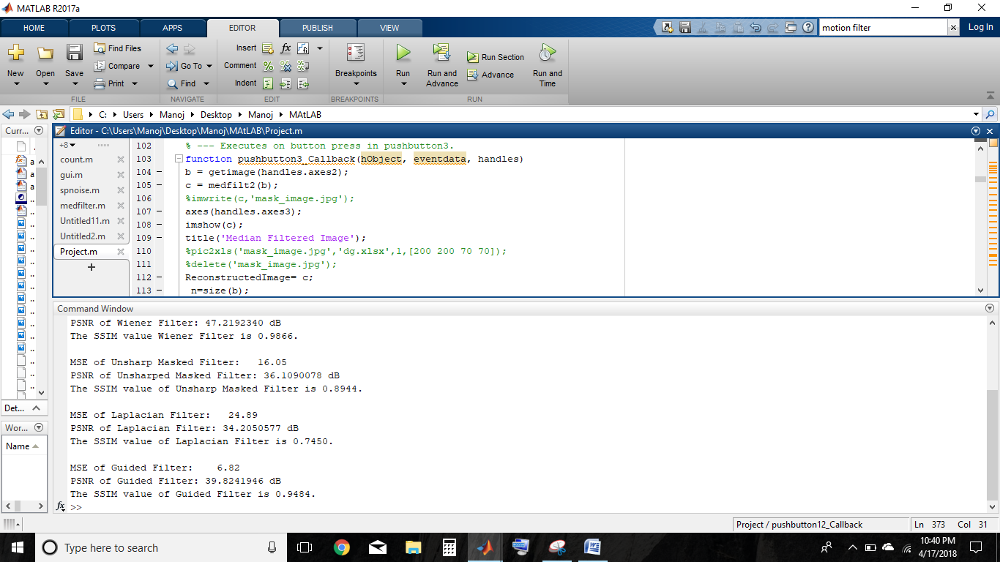 MATLAB R2017a
HOME PLOTS APPS EDITOR PUBLISH VIEW
motion filter
Log In
New Open Save
Find Files
Compare
Print
Go To
Find
Insert
Comment
Indent
fx
Breakpoints
Run
Run and Advance
Run Section
Advance
Run and Time
FILE NAVIGATE EDIT BREAKPOINTS RUN
C: Users Manoj Desktop Manoj MAtLAB
Curr...
Editor - C:\Users\Manoj\Desktop\Manoj\MAtLAB\Project.m
+8
count.m
gui.m
spnoise.m
medfilter.m
Untitled11.m
Untitled2.m
Project.m
102 % --- Executes on button press in pushbutton3.
103 function pushbutton3_Callback(hObject, eventdata, handles)
104 – b = getimage(handles.axes2);
105 – c = medfilt2(b);
106 %imwrite(c,'mask_image.jpg');
107 – axes(handles.axes3);
108 – imshow(c);
109 – title('Median Filtered Image');
110 %pic2xls('mask_image.jpg','dg.xlsx',1,[200 200 70 70]);
111 %delete('mask_image.jpg');
112 – ReconstructedImage= c;
113 – n=size(b);
Det...
Wor...
Name
Command Window
PSNR of Wiener Filter: 47.2192340 dB
The SSIM value Wiener Filter is 0.9866.
MSE of Unsharp Masked Filter: 16.05
PSNR of Unsharped Masked Filter: 36.1090078 dB
The SSIM value of Unsharp Masked Filter is 0.8944.
MSE of Laplacian Filter: 24.89
PSNR of Laplacian Filter: 34.2050577 dB
The SSIM value of Laplacian Filter is 0.7450.
MSE of Guided Filter: 6.82
PSNR of Guided Filter: 39.8241946 dB
The SSIM value of Guided Filter is 0.9484.
fx >>
Project / pushbutton12_Callback
Ln 373 Col 31
Type here to search
10:40 PM
4/17/2018